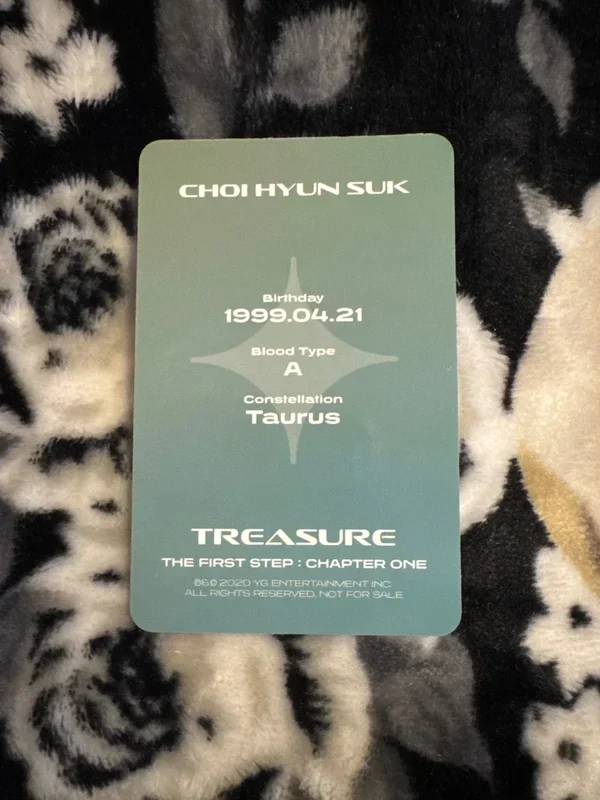 CHOI HYUN SUK
Birthday
1999.04.21
Blood Type
A
Constellation
Taurus
TREASURE
THE FIRST STEP : CHAPTER ONE
℗&© 2020 YG ENTERTAINMENT INC.
ALL RIGHTS RESERVED. NOT FOR SALE